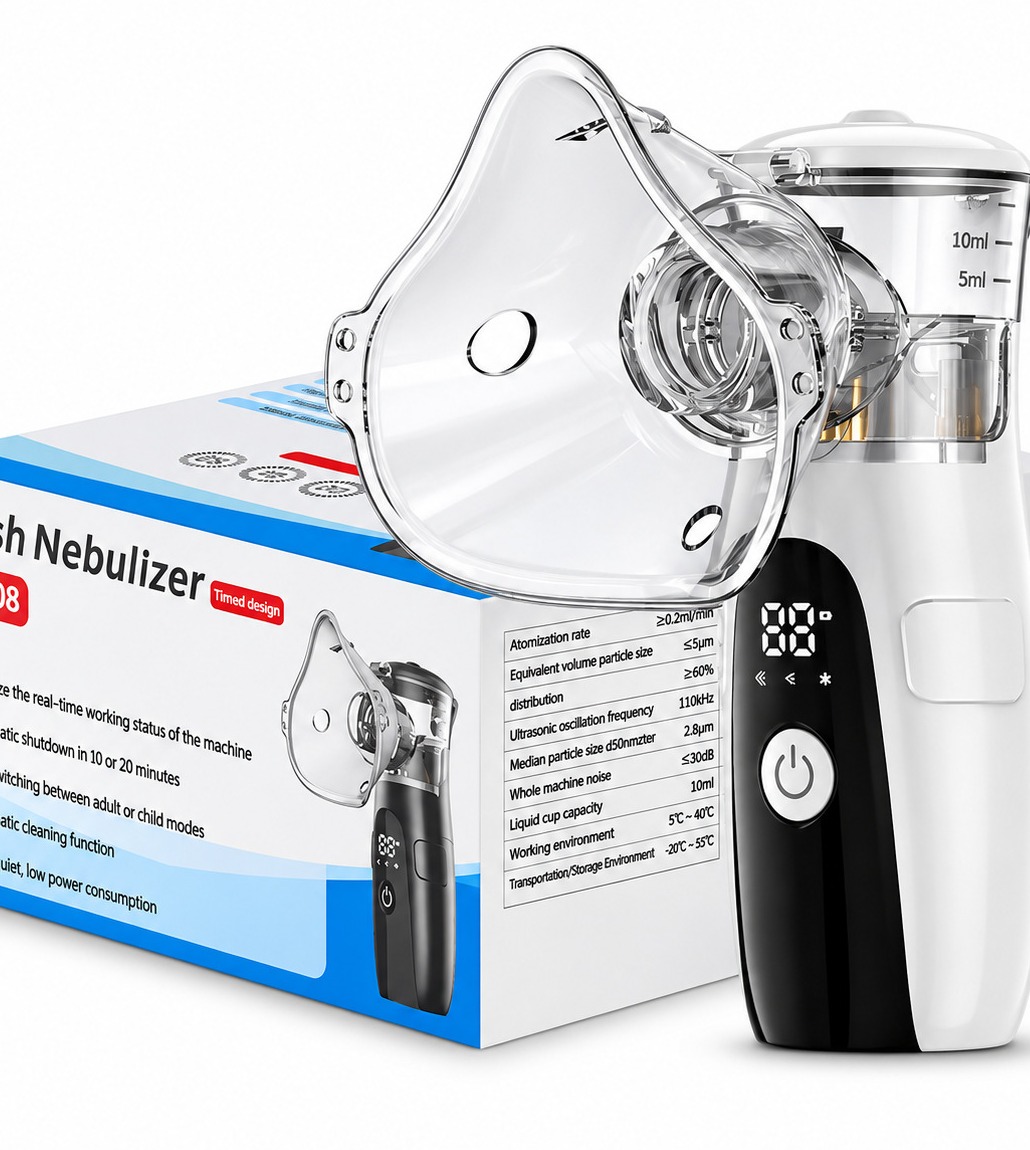 sh Nebulizer
Timed design
08
ze the real-time working status of the machine
atic shutdown in 10 or 20 minutes
witching between adult or child modes
atic cleaning function
uiet, low power consumption
Atomization rate ≥0.2ml/min
Equivalent volume particle size ≤5μm
distribution ≥60%
Ultrasonic oscillation frequency 110kHz
Median particle size d50nmzter 2.8μm
Whole machine noise ≤30dB
Liquid cup capacity 10ml
Working environment 5℃~40℃
Transportation/Storage Environment -20℃~55℃
10ml
5ml
88